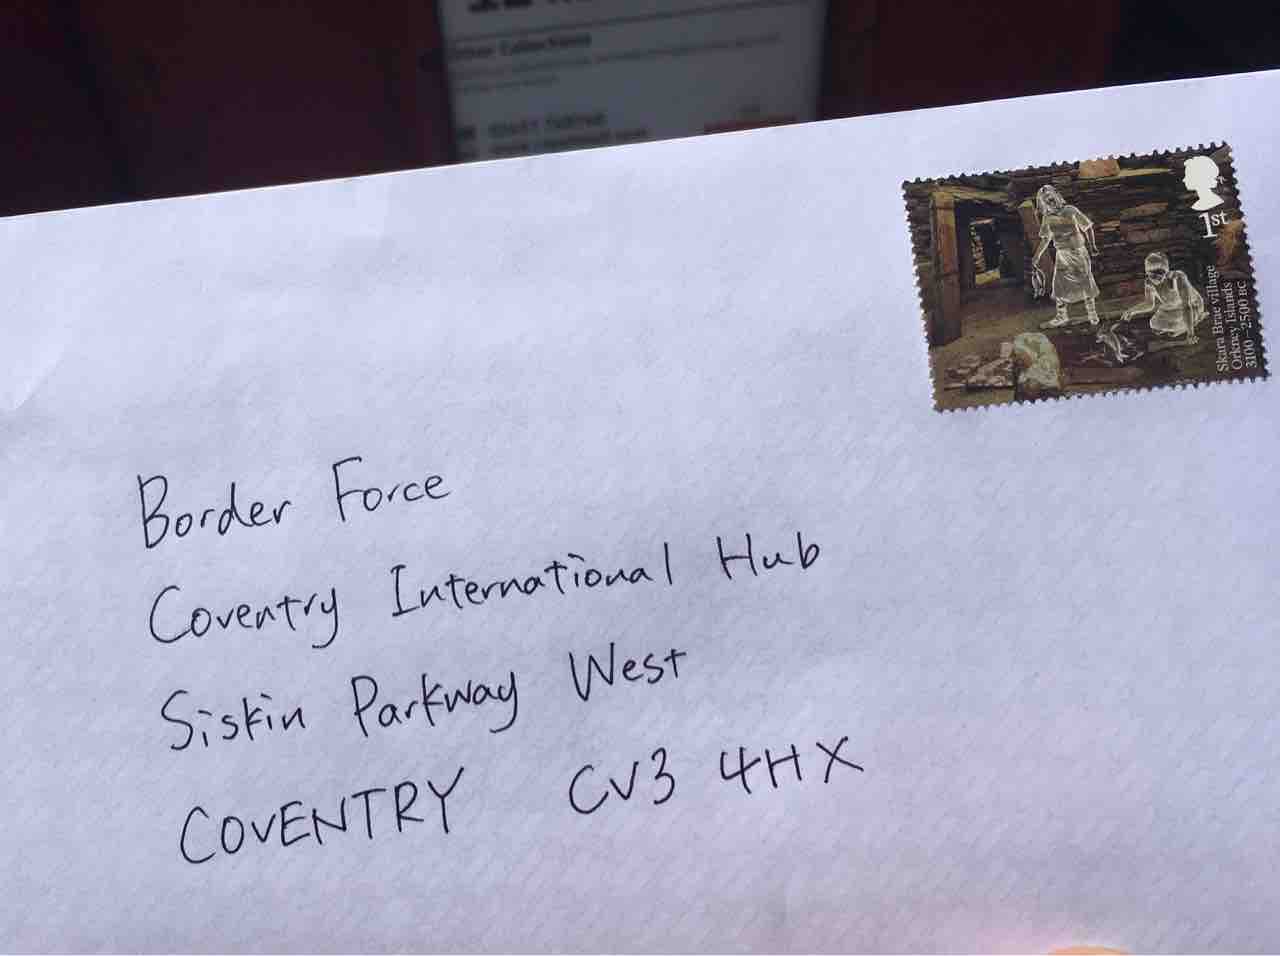 1st
Skara Brae village
Orkney Islands
3100–2500 BC
Border Force
Coventry International Hub
Siskin Parkway West
COVENTRY CV3 4HX